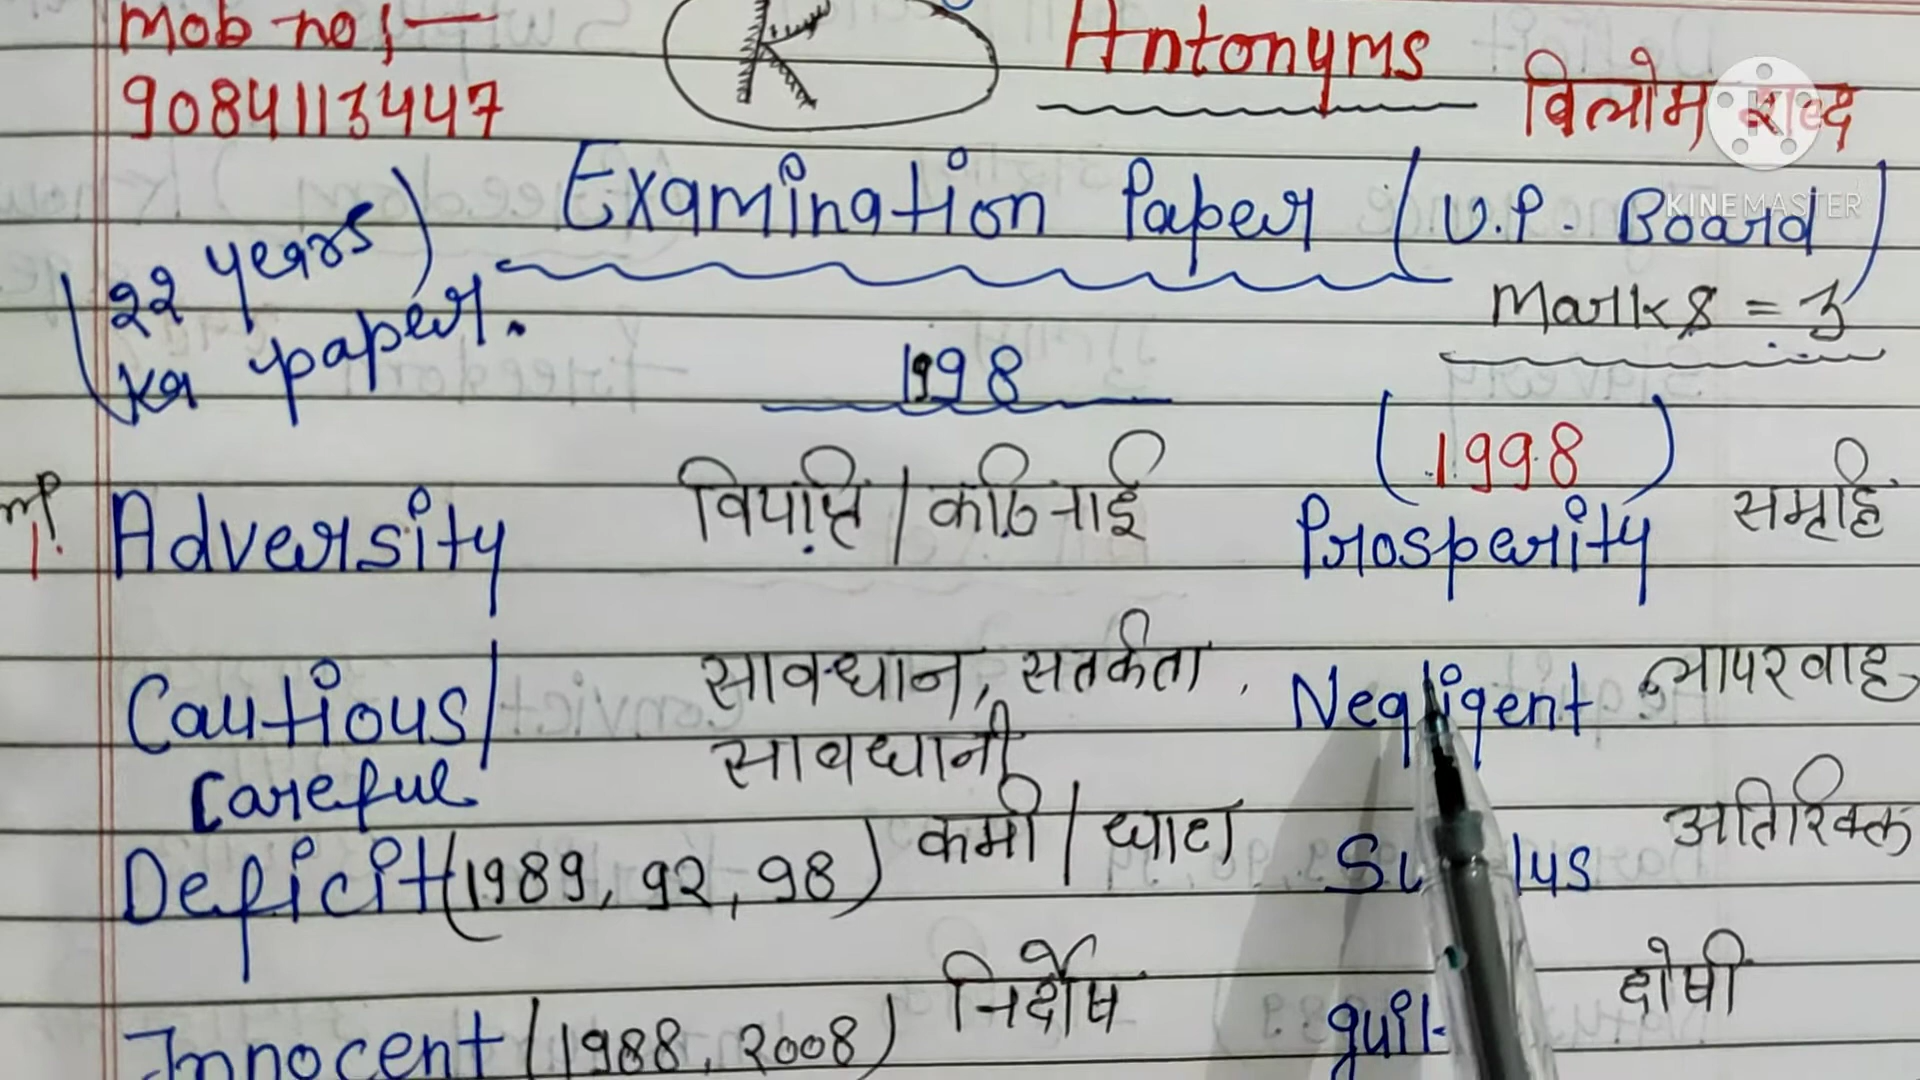 Mob no ;—
9084113447
K
Antonyms
विलोम शब्द
KINEMASTER
Examination Paper (U.P. Board)
(22 years)
ka paper.
Marks = 3
1998
(1998)
1. Adversity विपत्ति / कठिनाई Prosperity समृद्धि
Cautious/ सावधान, सतर्कता, Negligent लापरवाह
Careful सावधानी
Deficit (1989, 92, 98) कमी / घाटा अतिरिक्त
Innocent (1988, 2008) निर्दोष दोषी